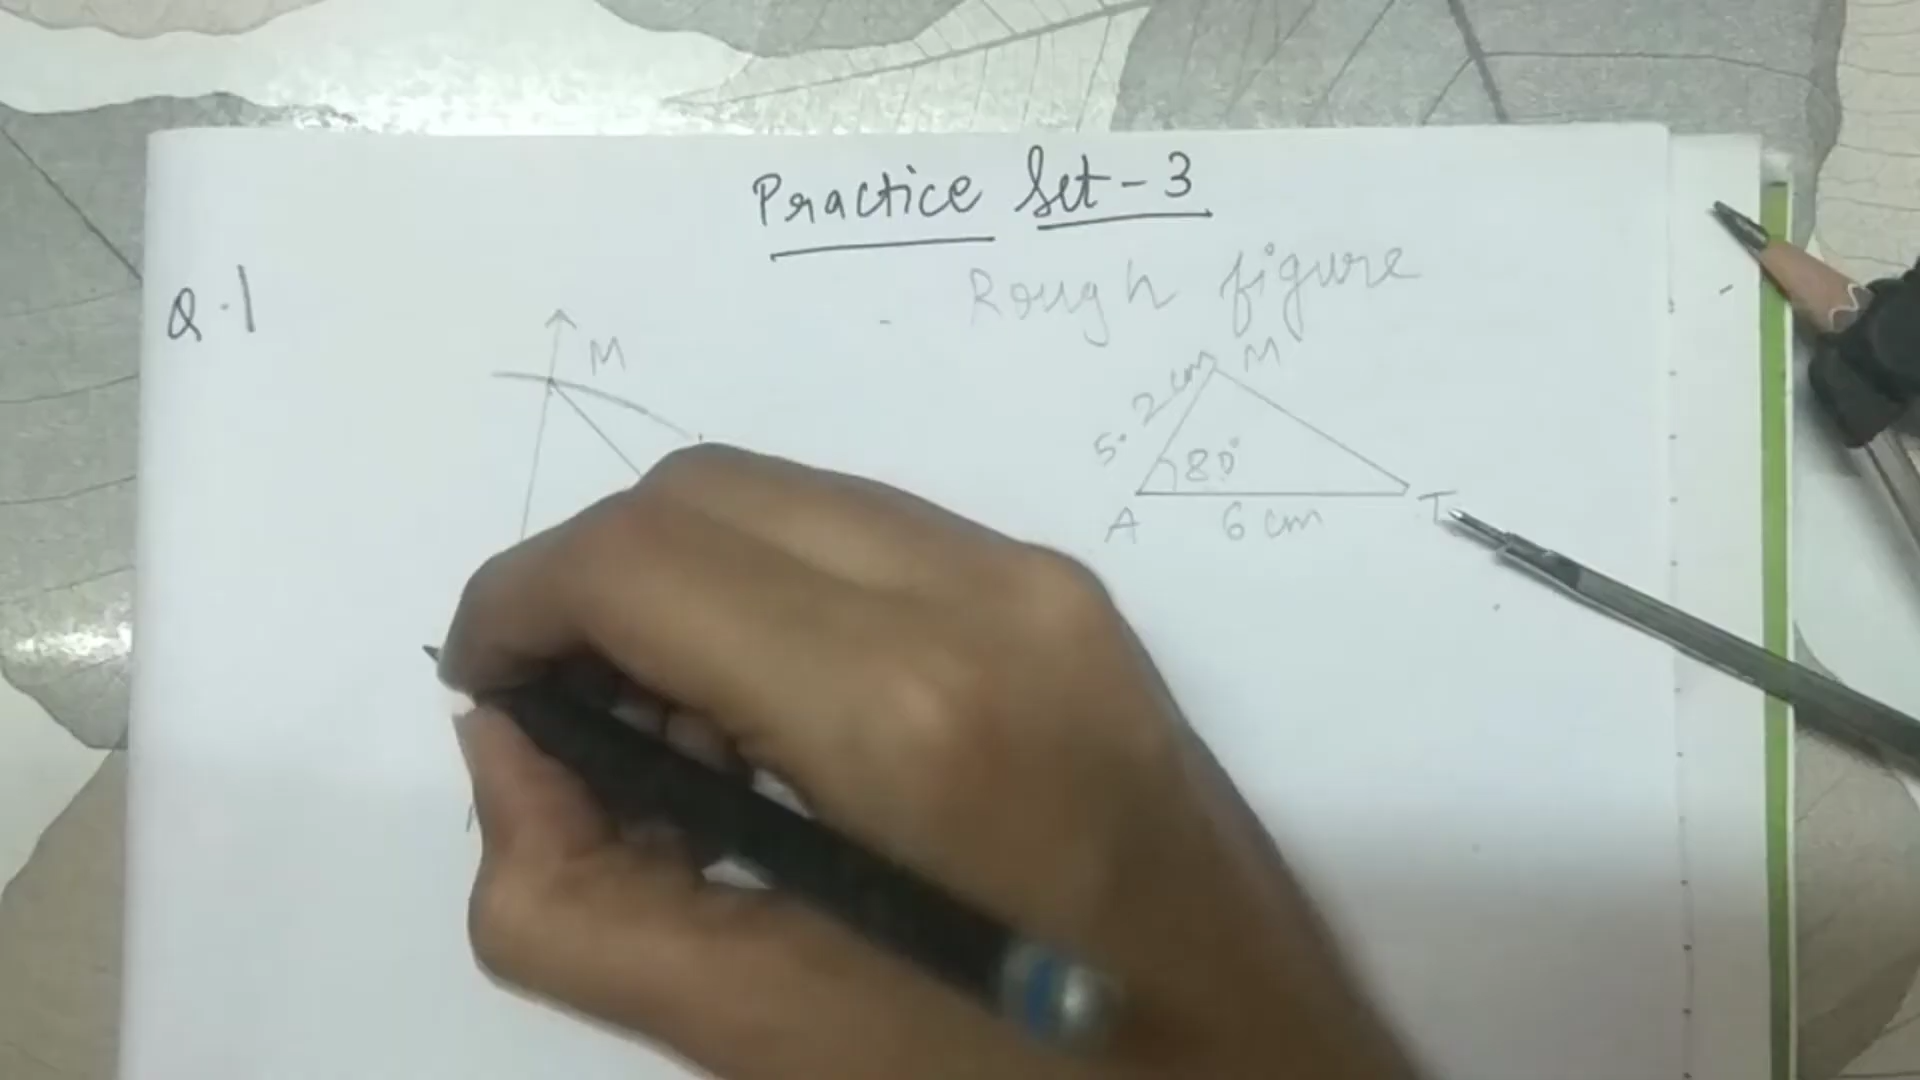 Practice Set-3
Q.1
Rough figure
M
M
5.2 cm
80°
A
6 cm
T